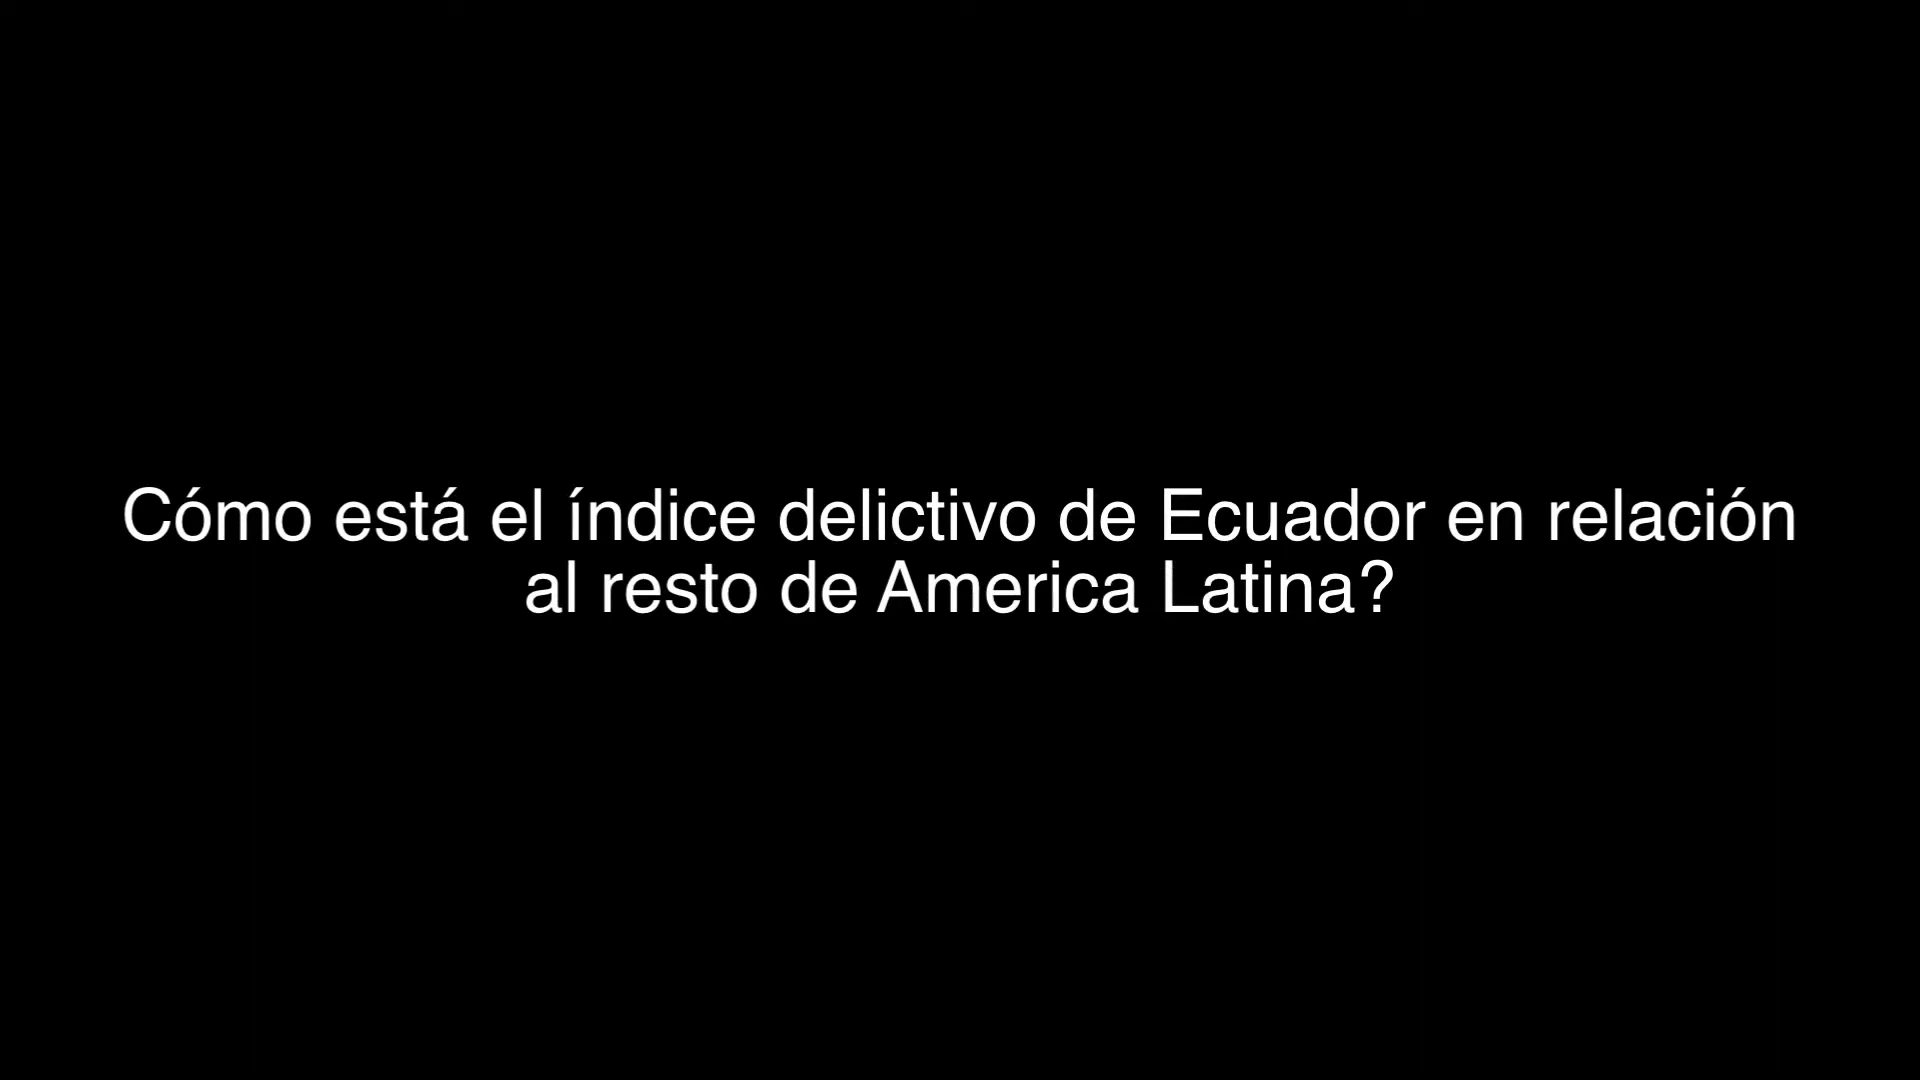 Cómo está el índice delictivo de Ecuador en relación
al resto de America Latina?